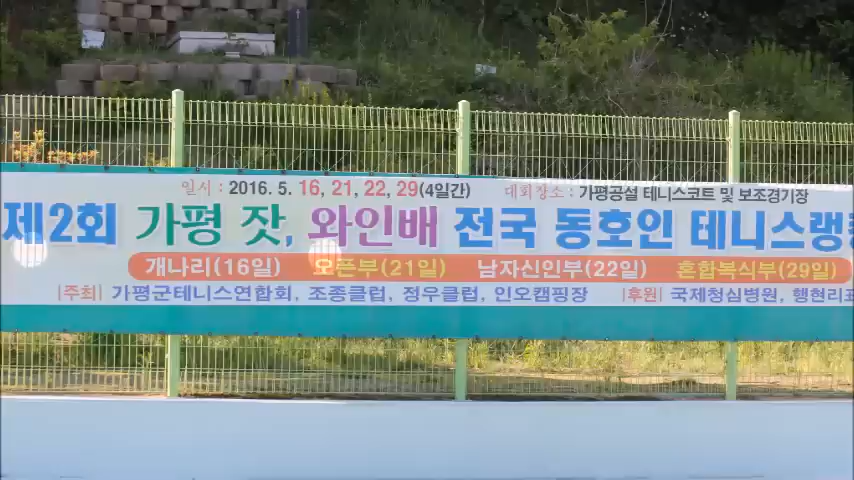 일시 : 2016. 5. 16, 21, 22, 29(4일간) 대회장소 : 가평공설 테니스코트 및 보조경기장
제2회 가평 잣, 와인배 전국 동호인 테니스랭
개나리(16일) 오픈부(21일) 남자신인부(22일) 혼합복식부(29일)
|주최| 가평군테니스연합회, 조종클럽, 정우클럽, 인오캠핑장 |후원| 국제청심병원, 행현리